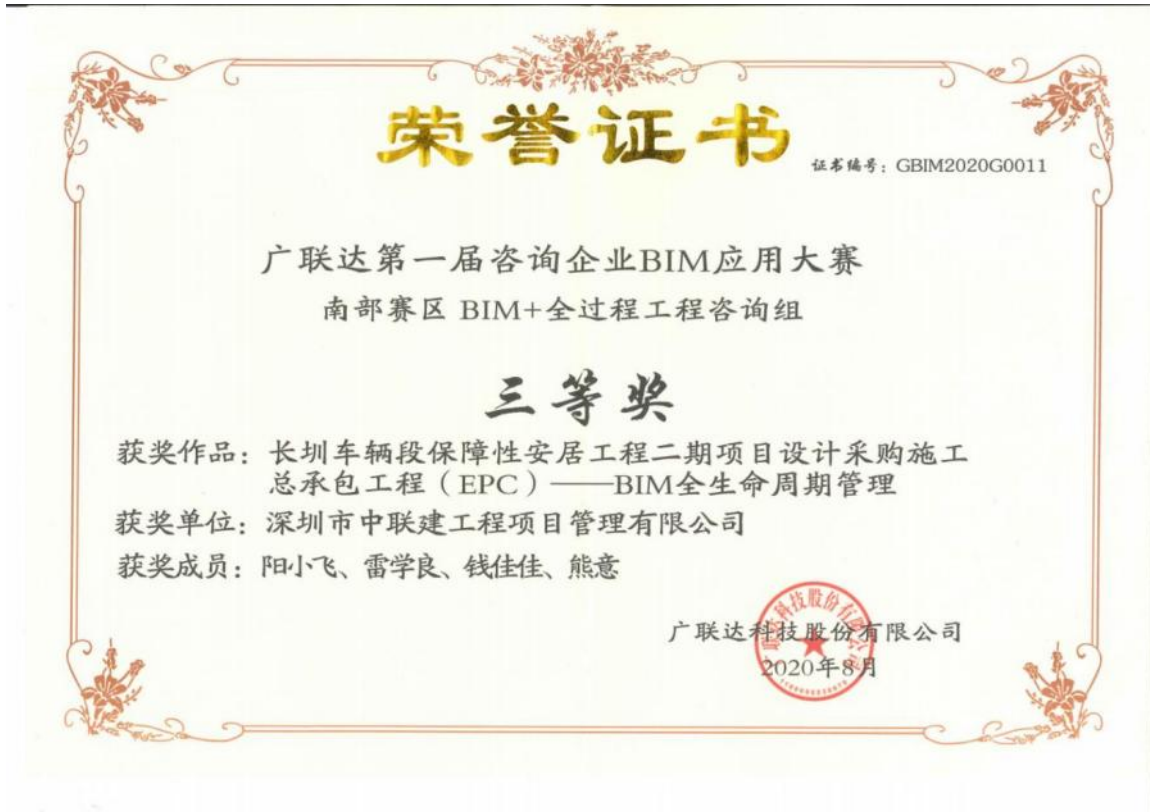 荣誉证书
证书编号：GBIM2020G0011
广联达第一届咨询企业BIM应用大赛
南部赛区 BIM+全过程工程咨询组
三等奖
获奖作品：长圳车辆段保障性安居工程二期项目设计采购施工
总承包工程（EPC）——BIM全生命周期管理
获奖单位：深圳市中联建工程项目管理有限公司
获奖成员：阳小飞、雷学良、钱佳佳、熊意
广联达科技股份有限公司
2020年8月